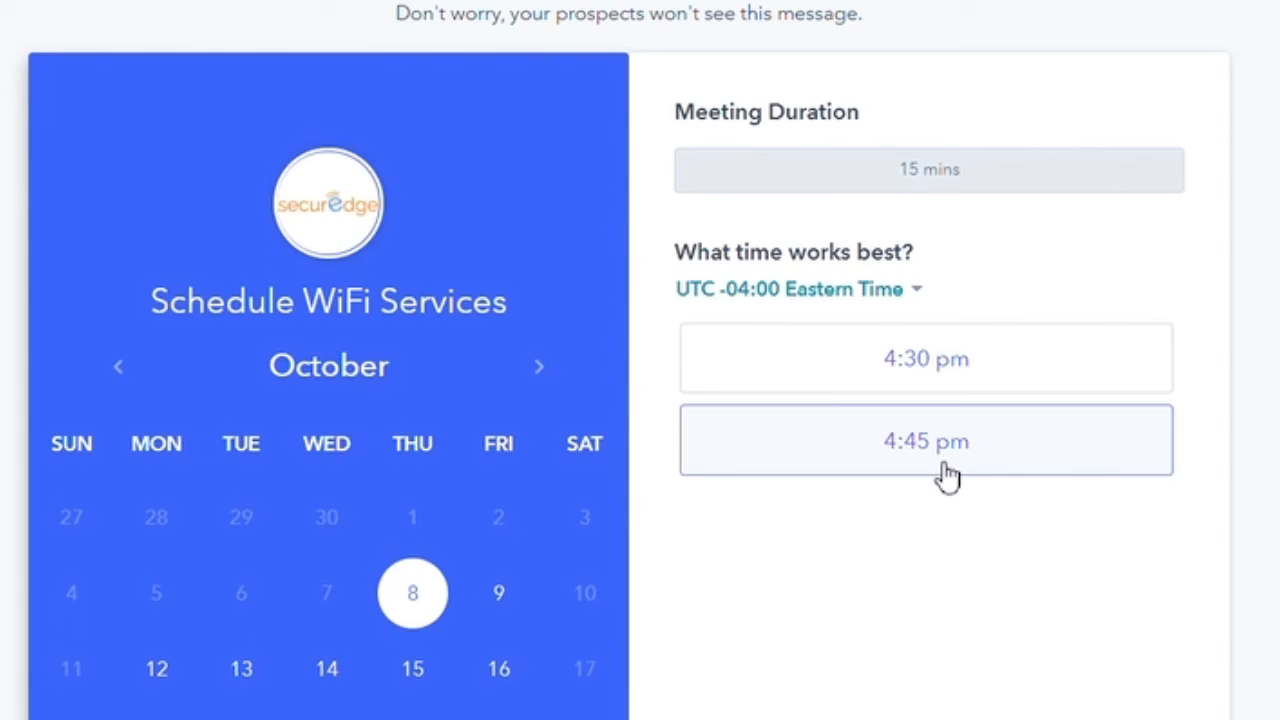 Don't worry, your prospects won't see this message.
securedge
Schedule WiFi Services
October
SUN MON TUE WED THU FRI SAT
27 28 29 30 1 2 3
4 5 6 7 8 9 10
11 12 13 14 15 16 17
Meeting Duration
15 mins
What time works best?
UTC -04:00 Eastern Time
4:30 pm
4:45 pm